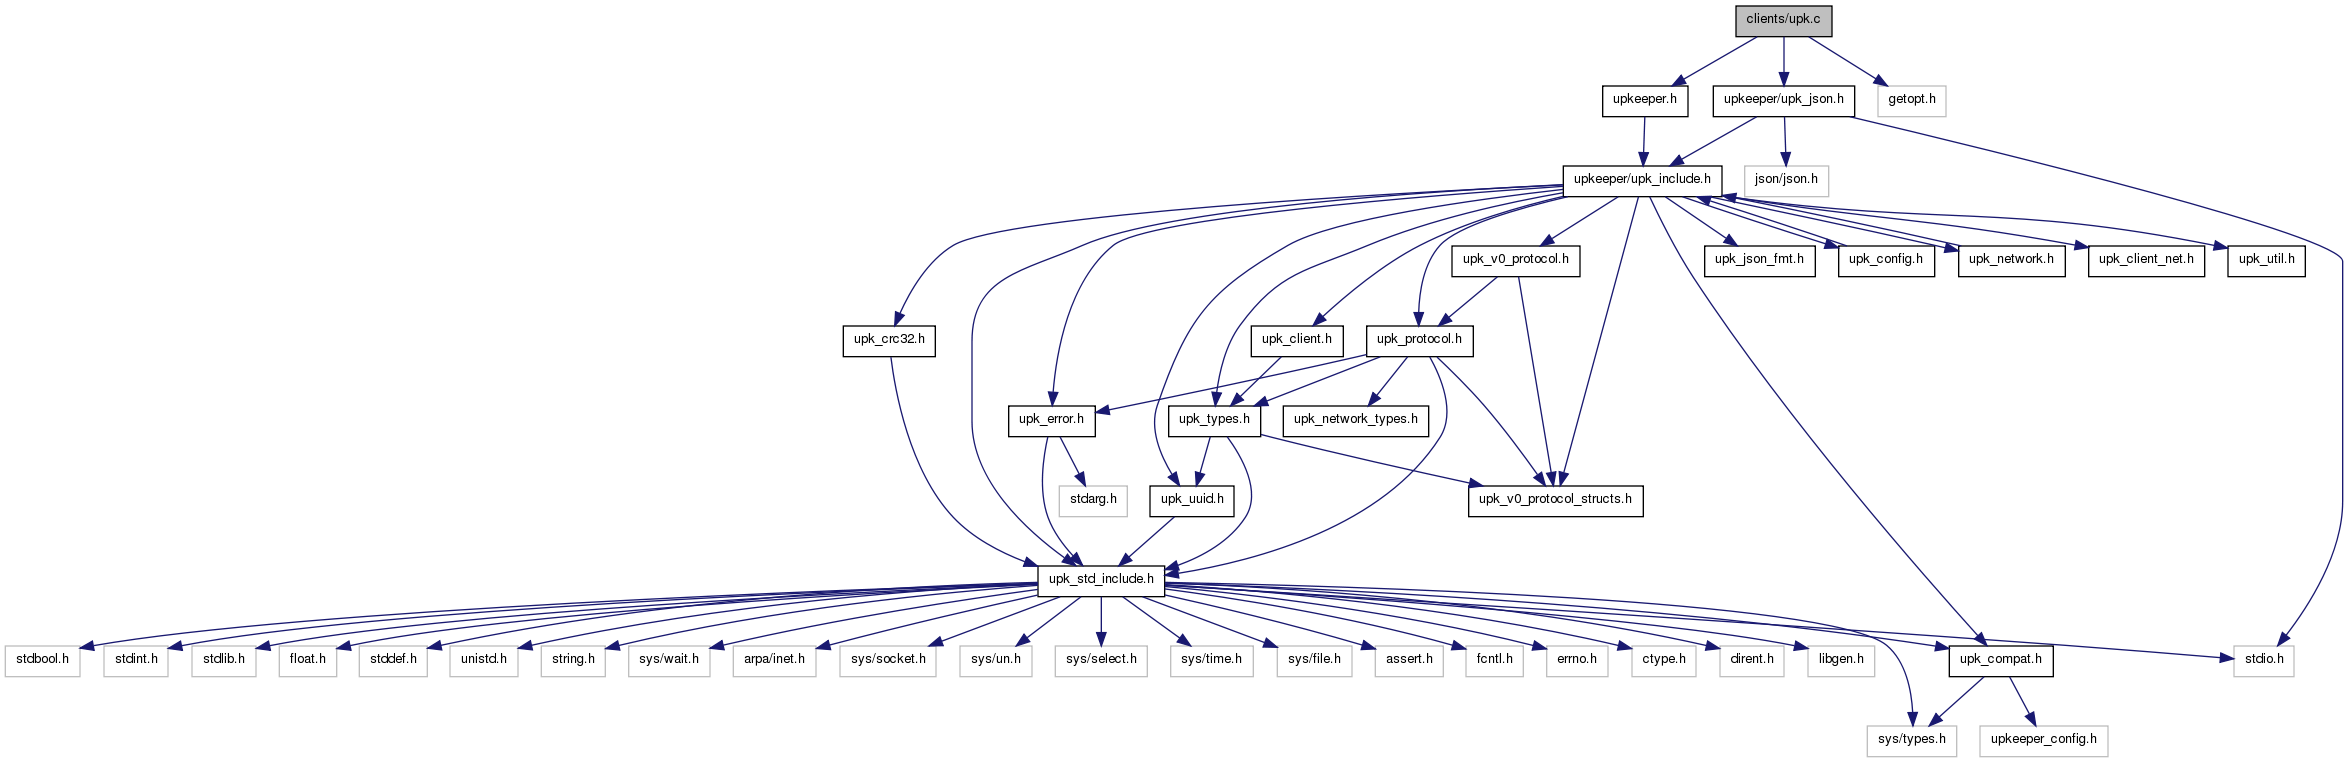 clients/upk.c
upkeeper.h
upkeeper/upk_json.h
getopt.h
upkeeper/upk_include.h
json/json.h
upk_v0_protocol.h
upk_json_fmt.h
upk_config.h
upk_network.h
upk_client_net.h
upk_util.h
upk_crc32.h
upk_client.h
upk_protocol.h
upk_error.h
upk_types.h
upk_network_types.h
stdarg.h
upk_uuid.h
upk_v0_protocol_structs.h
upk_std_include.h
stdbool.h
stdint.h
stdlib.h
float.h
stddef.h
unistd.h
string.h
sys/wait.h
arpa/inet.h
sys/socket.h
sys/un.h
sys/select.h
sys/time.h
sys/file.h
assert.h
fcntl.h
errno.h
ctype.h
dirent.h
libgen.h
upk_compat.h
stdio.h
sys/types.h
upkeeper_config.h